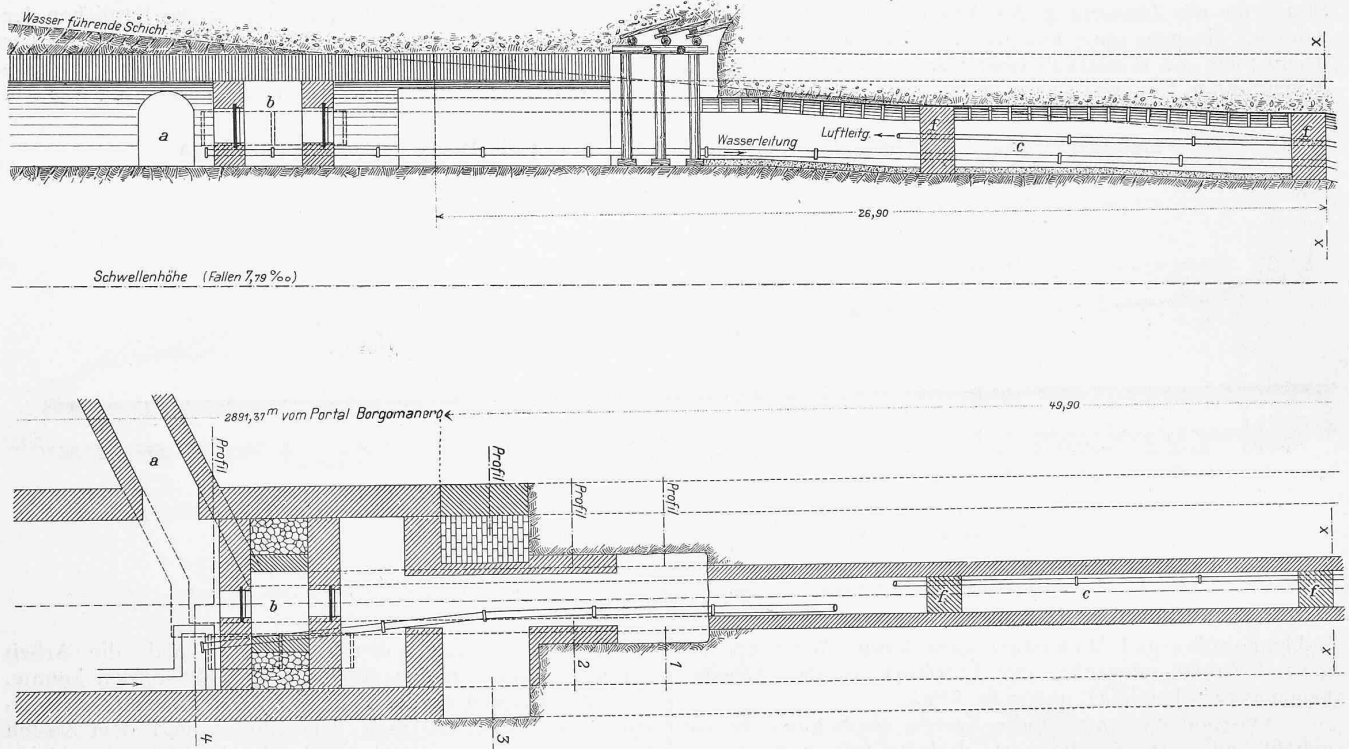 Wasser führende Schicht
x
b
a
f
f
Luftleitg.
Wasserleitung
c
26,90
x
Schwellenhöhe (Fallen 7,79 ‰)
2891,37 m vom Portal Borgomanero
49,90
a
Profil
Profil
Profil
Profil
x
b
f
c
f
x
2
1
4
3